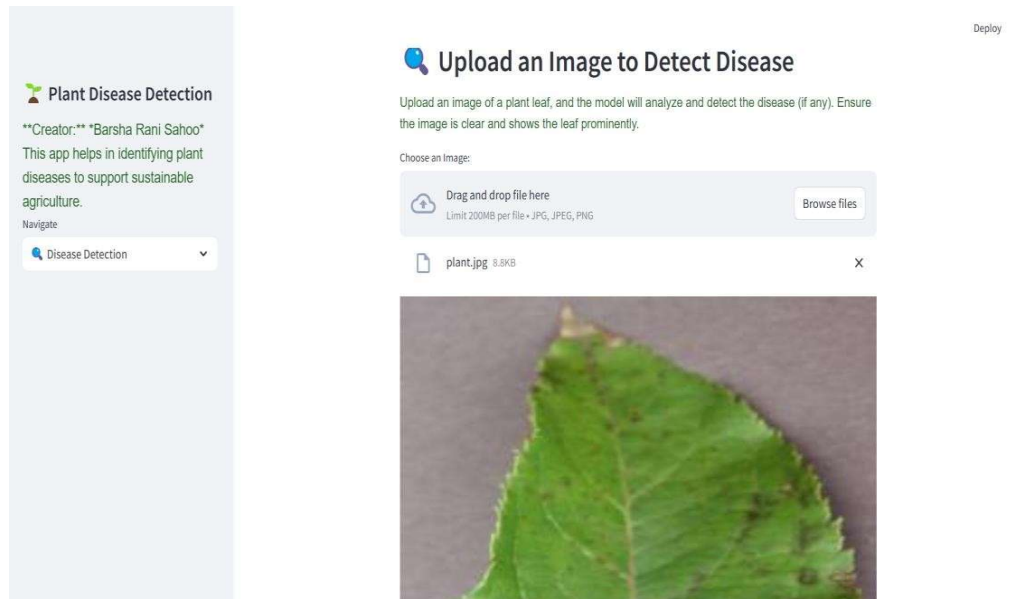 Deploy
Plant Disease Detection
**Creator:** *Barsha Rani Sahoo*
This app helps in identifying plant
diseases to support sustainable
agriculture.
Navigate
Disease Detection
Upload an Image to Detect Disease
Upload an image of a plant leaf, and the model will analyze and detect the disease (if any). Ensure
the image is clear and shows the leaf prominently.
Choose an Image:
Drag and drop file here
Limit 200MB per file • JPG, JPEG, PNG
Browse files
plant.jpg 8.8KB
X